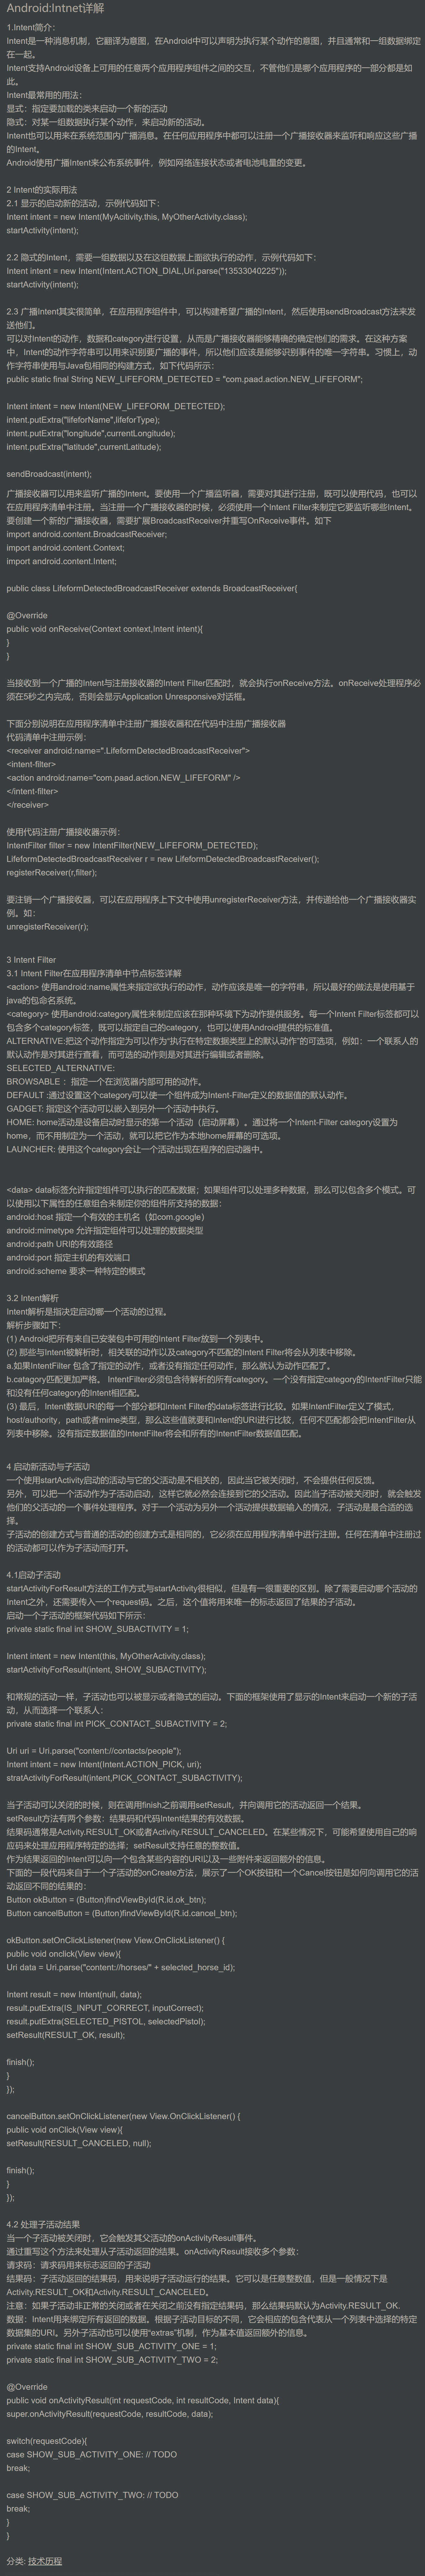 Android:Intnet详解
1.Intent简介：
Intent是一种消息机制，它翻译为意图，在Android中可以声明为执行某个动作的意图，并且通常和一组数据绑定
在一起。
Intent支持Android设备上可用的任意两个应用程序组件之间的交互，不管他们是哪个应用程序的一部分都是如
此。
Intent最常用的用法：
显式：指定要加载的类来启动一个新的活动
隐式：对某一组数据执行某个动作，来启动新的活动。
Intent也可以用来在系统范围内广播消息。在任何应用程序中都可以注册一个广播接收器来监听和响应这些广播
的Intent。
Android使用广播Intent来公布系统事件，例如网络连接状态或者电池电量的变更。
2 Intent的实际用法
2.1 显示的启动新的活动，示例代码如下：
Intent intent = new Intent(MyAcitivity.this, MyOtherActivity.class);
startActivity(intent);
2.2 隐式的Intent，需要一组数据以及在这组数据上面欲执行的动作，示例代码如下：
Intent intent = new Intent(Intent.ACTION_DIAL,Uri.parse("13533040225"));
startActivity(intent);
2.3 广播Intent其实很简单，在应用程序组件中，可以构建希望广播的Intent，然后使用sendBroadcast方法来发
送他们。
可以对Intent的动作，数据和category进行设置，从而是广播接收器能够精确的确定他们的需求。在这种方案
中，Intent的动作字符串可以用来识别要广播的事件，所以他们应该是能够识别事件的唯一字符串。习惯上，动
作字符串使用与Java包相同的构建方式，如下代码所示：
public static final String NEW_LIFEFORM_DETECTED = "com.paad.action.NEW_LIFEFORM";
Intent intent = new Intent(NEW_LIFEFORM_DETECTED);
intent.putExtra("lifeforName",lifeforType);
intent.putExtra("longitude",currentLongitude);
intent.putExtra("latitude",currentLatitude);
sendBroadcast(intent);
广播接收器可以用来监听广播的Intent。要使用一个广播监听器，需要对其进行注册，既可以使用代码，也可以
在应用程序清单中注册。当注册一个广播接收器的时候，必须使用一个Intent Filter来制定它要监听哪些Intent。
要创建一个新的广播接收器，需要扩展BroadcastReceiver并重写OnReceive事件。如下
import android.content.BroadcastReceiver;
import android.content.Context;
import android.content.Intent;
public class LifeformDetectedBroadcastReceiver extends BroadcastReceiver{
@Override
public void onReceive(Context context,Intent intent){
}
}
当接收到一个广播的Intent与注册接收器的Intent Filter匹配时，就会执行onReceive方法。onReceive处理程序必
须在5秒之内完成，否则会显示Application Unresponsive对话框。
下面分别说明在应用程序清单中注册广播接收器和在代码中注册广播接收器
代码清单中注册示例：
<receiver android:name=".LifeformDetectedBroadcastReceiver">
<intent-filter>
<action android:name="com.paad.action.NEW_LIFEFORM" />
</intent-filter>
</receiver>
使用代码注册广播接收器示例：
IntentFilter filter = new IntentFilter(NEW_LIFEFORM_DETECTED);
LifeformDetectedBroadcastReceiver r = new LifeformDetectedBroadcastReceiver();
registerReceiver(r,filter);
要注销一个广播接收器，可以在应用程序上下文中使用unregisterReceiver方法，并传递给他一个广播接收器实
例。如：
unregisterReceiver(r);
3 Intent Filter
3.1 Intent Filter在应用程序清单中节点标签详解
<action> 使用android:name属性来指定欲执行的动作，动作应该是唯一的字符串，所以最好的做法是使用基于
java的包命名系统。
<category> 使用android:category属性来制定应该在那种环境下为动作提供服务。每一个Intent Filter标签都可以
包含多个category标签，既可以指定自己的category，也可以使用Android提供的标准值。
ALTERNATIVE:把这个动作指定为可以作为“执行在特定数据类型上的默认动作”的可选项，例如：一个联系人的
默认动作是对其进行查看，而可选的动作则是对其进行编辑或者删除。
SELECTED_ALTERNATIVE:
BROWSABLE ：指定一个在浏览器内部可用的动作。
DEFAULT :通过设置这个category可以使一个组件成为Intent-Filter定义的数据值的默认动作。
GADGET: 指定这个活动可以嵌入到另外一个活动中执行。
HOME: home活动是设备启动时显示的第一个活动（启动屏幕）。通过将一个Intent-Filter category设置为
home，而不用制定为一个活动，就可以把它作为本地home屏幕的可选项。
LAUNCHER: 使用这个category会让一个活动出现在程序的启动器中。
<data> data标签允许指定组件可以执行的匹配数据；如果组件可以处理多种数据，那么可以包含多个模式。可
以使用以下属性的任意组合来制定你的组件所支持的数据：
android:host 指定一个有效的主机名（如com.google）
android:mimetype 允许指定组件可以处理的数据类型
android:path URI的有效路径
android:port 指定主机的有效端口
android:scheme 要求一种特定的模式
3.2 Intent解析
Intent解析是指决定启动哪一个活动的过程。
解析步骤如下：
(1) Android把所有来自已安装包中可用的Intent Filter放到一个列表中。
(2) 那些与Intent被解析时，相关联的动作以及category不匹配的Intent Filter将会从列表中移除。
a.如果IntentFilter 包含了指定的动作，或者没有指定任何动作，那么就认为动作匹配了。
b.catagory匹配更加严格。 IntentFilter必须包含待解析的所有category。一个没有指定category的IntentFilter只能
和没有任何category的Intent相匹配。
(3) 最后，Intent数据URI的每一个部分都和Intent Filter的data标签进行比较。如果IntentFilter定义了模式，
host/authority，path或者mime类型，那么这些值就要和Intent的URI进行比较，任何不匹配都会把IntentFilter从
列表中移除。没有指定数据值的IntentFilter将会和所有的IntentFilter数据值匹配。
4 启动新活动与子活动
一个使用startActivity启动的活动与它的父活动是不相关的，因此当它被关闭时，不会提供任何反馈。
另外，可以把一个活动作为子活动启动，这样它就必然会连接到它的父活动。因此当子活动被关闭时，就会触发
他们的父活动的一个事件处理程序。对于一个活动为另外一个活动提供数据输入的情况，子活动是最合适的选
择。
子活动的创建方式与普通的活动的创建方式是相同的，它必须在应用程序清单中进行注册。任何在清单中注册过
的活动都可以作为子活动而打开。
4.1启动子活动
startActivityForResult方法的工作方式与startActivity很相似，但是有一很重要的区别。除了需要启动哪个活动的
Intent之外，还需要传入一个request码。之后，这个值将用来唯一的标志返回了结果的子活动。
启动一个子活动的框架代码如下所示：
private static final int SHOW_SUBACTIVITY = 1;
Intent intent = new Intent(this, MyOtherActivity.class);
startActivityForResult(intent, SHOW_SUBACTIVITY);
和常规的活动一样，子活动也可以被显示或者隐式的启动。下面的框架使用了显示的Intent来启动一个新的子活
动，从而选择一个联系人：
private static final int PICK_CONTACT_SUBACTIVITY = 2;
Uri uri = Uri.parse("content://contacts/people");
Intent intent = new Intent(Intent.ACTION_PICK, uri);
stratActivityForResult(intent,PICK_CONTACT_SUBACTIVITY);
当子活动可以关闭的时候，则在调用finish之前调用setResult，并向调用它的活动返回一个结果。
setResult方法有两个参数：结果码和代码Intent结果的有效数据。
结果码通常是Activity.RESULT_OK或者Activity.RESULT_CANCELED。在某些情况下，可能希望使用自己的响
应码来处理应用程序特定的选择；setResult支持任意的整数值。
作为结果返回的Intent可以向一个包含某些内容的URI以及一些附件来返回额外的信息。
下面的一段代码来自于一个子活动的onCreate方法，展示了一个OK按钮和一个Cancel按钮是如何向调用它的活
动返回不同的结果的：
Button okButton = (Button)findViewById(R.id.ok_btn);
Button cancelButton = (Button)findViewById(R.id.cancel_btn);
okButton.setOnClickListener(new View.OnClickListener() {
public void onclick(View view){
Uri data = Uri.parse("content://horses/" + selected_horse_id);
Intent result = new Intent(null, data);
result.putExtra(IS_INPUT_CORRECT, inputCorrect);
result.putExtra(SELECTED_PISTOL, selectedPistol);
setResult(RESULT_OK, result);
finish();
}
});
cancelButton.setOnClickListener(new View.OnClickListener() {
public void onClick(View view){
setResult(RESULT_CANCELED, null);
finish();
}
});
4.2 处理子活动结果
当一个子活动被关闭时，它会触发其父活动的onActivityResult事件。
通过重写这个方法来处理从子活动返回的结果。onActivityResult接收多个参数：
请求码：请求码用来标志返回的子活动
结果码：子活动返回的结果码，用来说明子活动运行的结果。它可以是任意整数值，但是一般情况下是
Activity.RESULT_OK和Activity.RESULT_CANCELED。
注意：如果子活动非正常的关闭或者在关闭之前没有指定结果码，那么结果码默认为Activity.RESULT_OK.
数据：Intent用来绑定所有返回的数据。根据子活动目标的不同，它会相应的包含代表从一个列表中选择的特定
数据集的URI。另外子活动也可以使用“extras”机制，作为基本值返回额外的信息。
private static final int SHOW_SUB_ACTIVITY_ONE = 1;
private static final int SHOW_SUB_ACTIVITY_TWO = 2;
@Override
public void onActivityResult(int requestCode, int resultCode, Intent data){
super.onActivityResult(requestCode, resultCode, data);
switch(requestCode){
case SHOW_SUB_ACTIVITY_ONE: // TODO
break;
case SHOW_SUB_ACTIVITY_TWO: // TODO
break;
}
}
分类: 技术历程